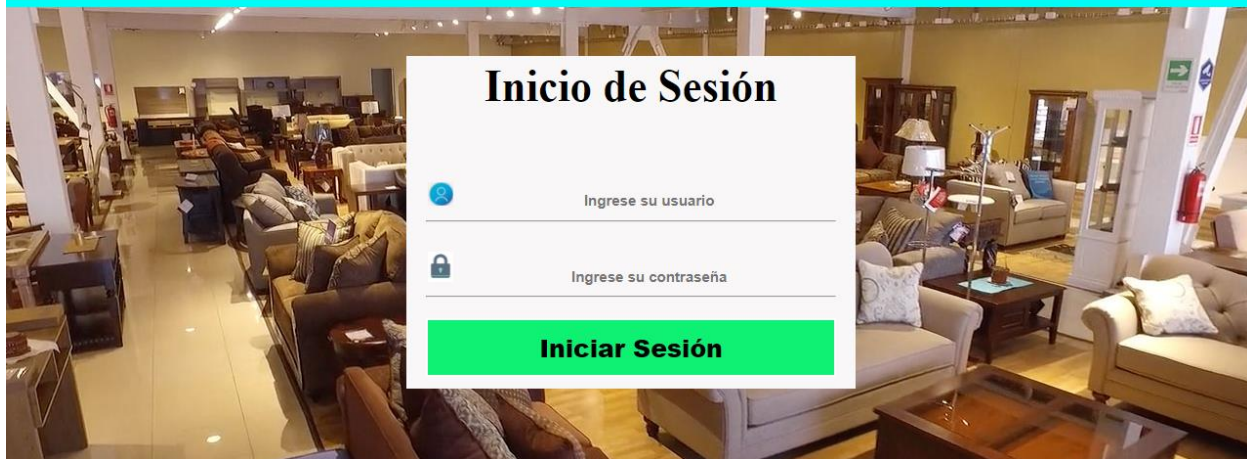 Inicio de Sesión
Ingrese su usuario
Ingrese su contraseña
Iniciar Sesión